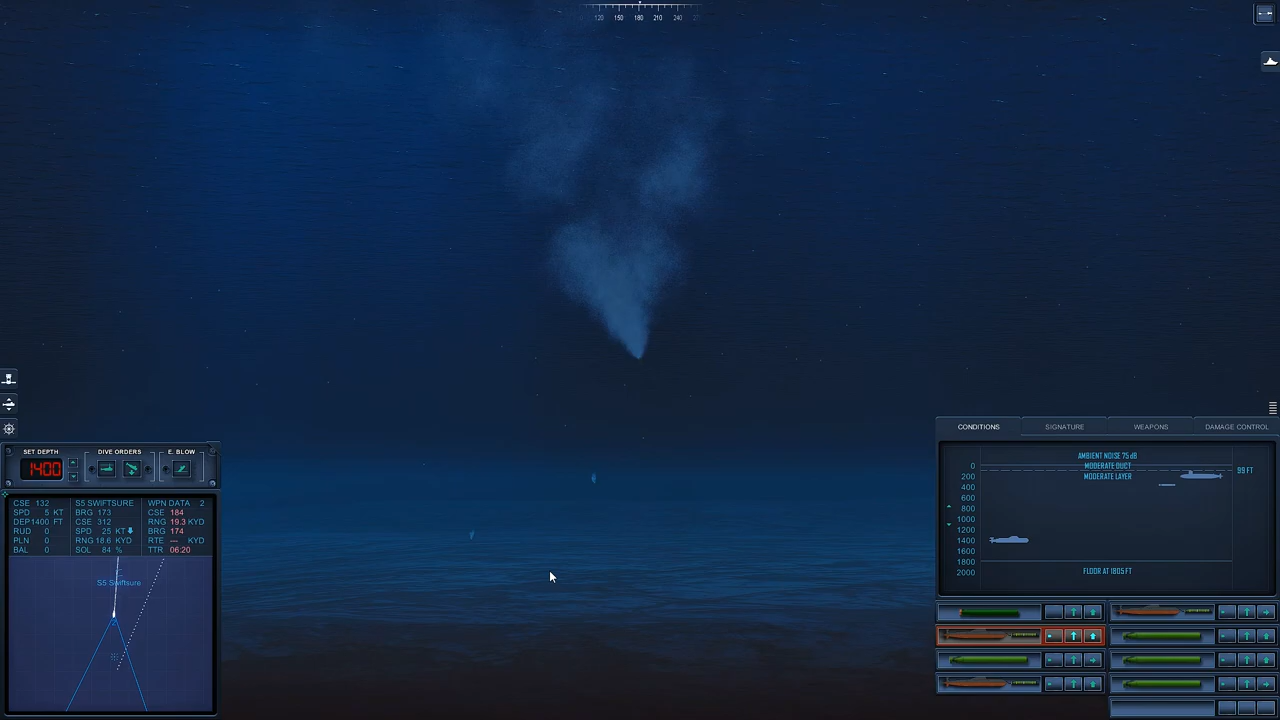 120 150 180 210 240
SET DEPTH DIVE ORDERS E. BLOW
1400
CSE 132 S5 SWIFTSURE WPN DATA 2
SPD 5 KT BRG 173 CSE 184
DEP 1400 FT CSE 312 RNG 19.3 KYD
RUD 0 SPD 25 KT BRG 174
PLN 0 RNG 18.6 KYD RTE --- KYD
BAL 0 SOL 84 % TTR 06:20
S5 Swiftsure
CONDITIONS SIGNATURE WEAPONS DAMAGE CONTROL
AMBIENT NOISE 75 dB
0 MODERATE DUCT
99 FT
200 MODERATE LAYER
400
600
800
1000
1200
1400
1600
1800
2000 FLOOR AT 1805 FT